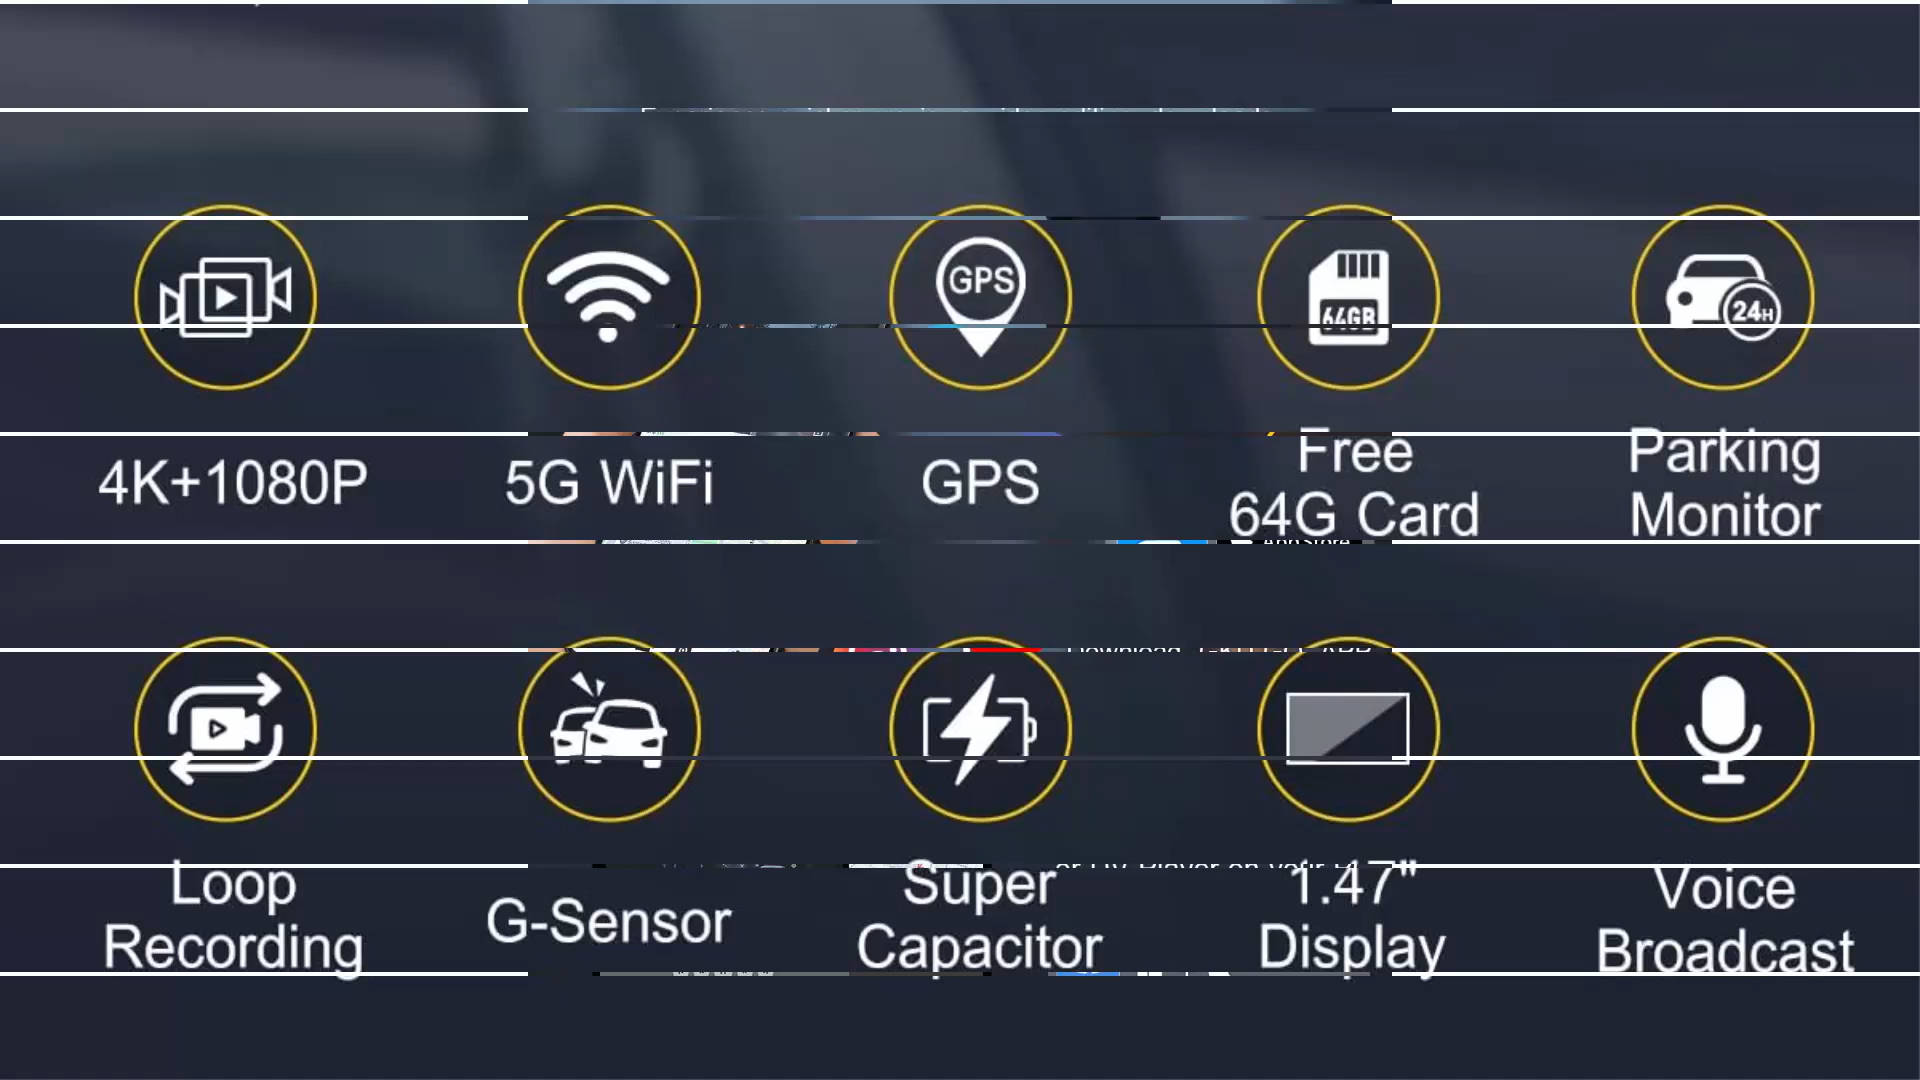 GPS
64GB
24H
4K+1080P
5G WiFi
GPS
Free
64G Card
Parking
Monitor
Loop
Recording
G-Sensor
Super
Capacitor
1.47"
Display
Voice
Broadcast